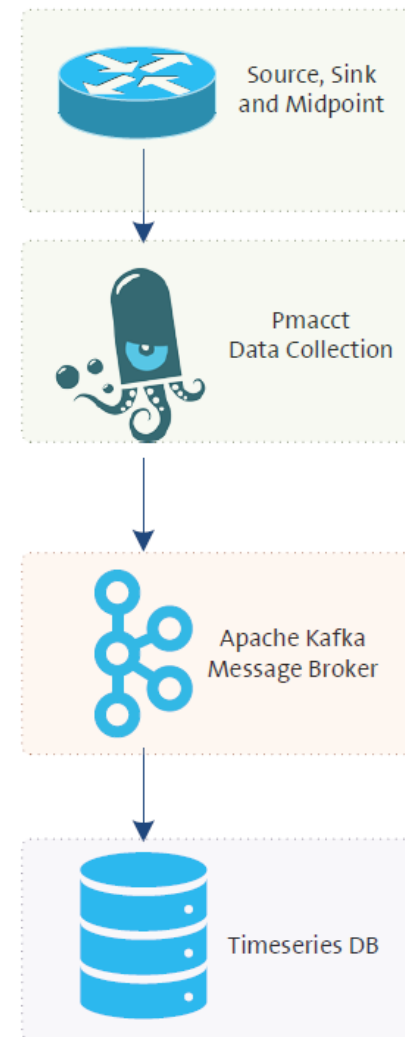 Source, Sink
and Midpoint
Pmacct
Data Collection
Apache Kafka
Message Broker
Timeseries DB